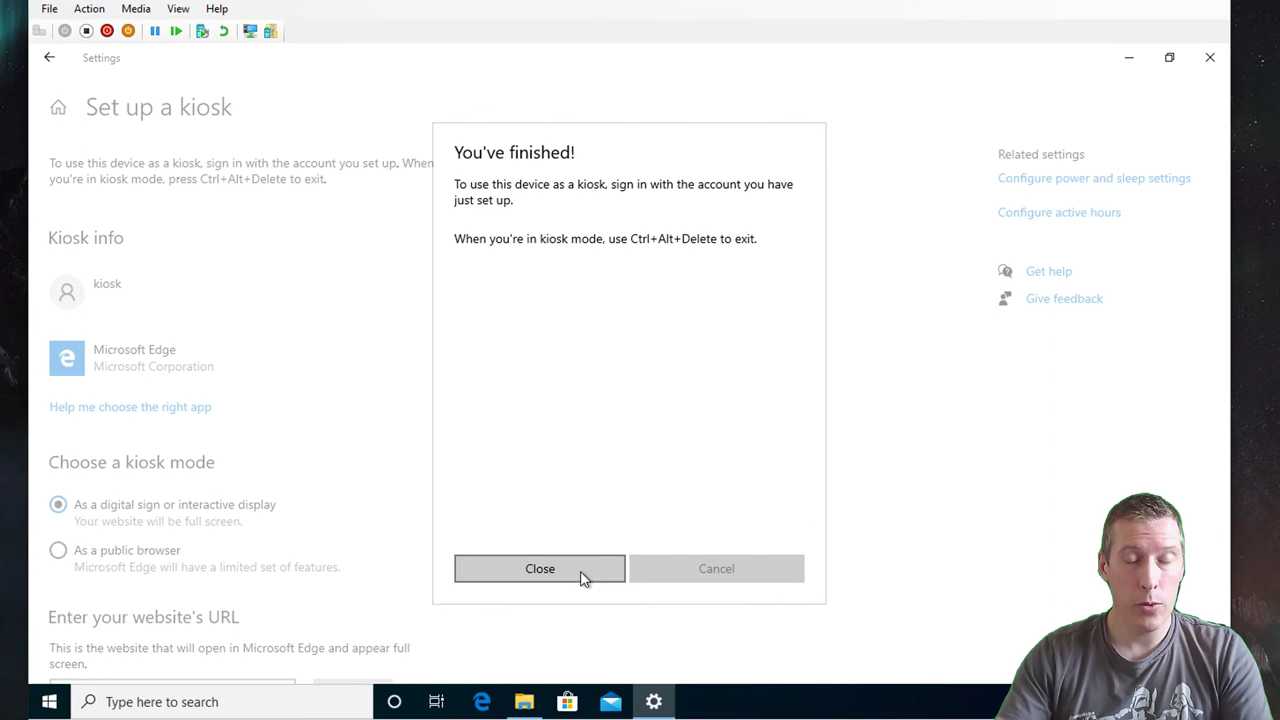 File Action Media View Help
Settings
Set up a kiosk
To use this device as a kiosk, sign in with the account you set up. When
you're in kiosk mode, press Ctrl+Alt+Delete to exit.
Kiosk info
kiosk
Microsoft Edge
Microsoft Corporation
Help me choose the right app
Choose a kiosk mode
As a digital sign or interactive display
Your website will be full screen.
As a public browser
Microsoft Edge will have a limited set of features.
Enter your website's URL
This is the website that will open in Microsoft Edge and appear full
screen.
You've finished!
To use this device as a kiosk, sign in with the account you have
just set up.
When you're in kiosk mode, use Ctrl+Alt+Delete to exit.
Close Cancel
Related settings
Configure power and sleep settings
Configure active hours
Get help
Give feedback
Type here to search